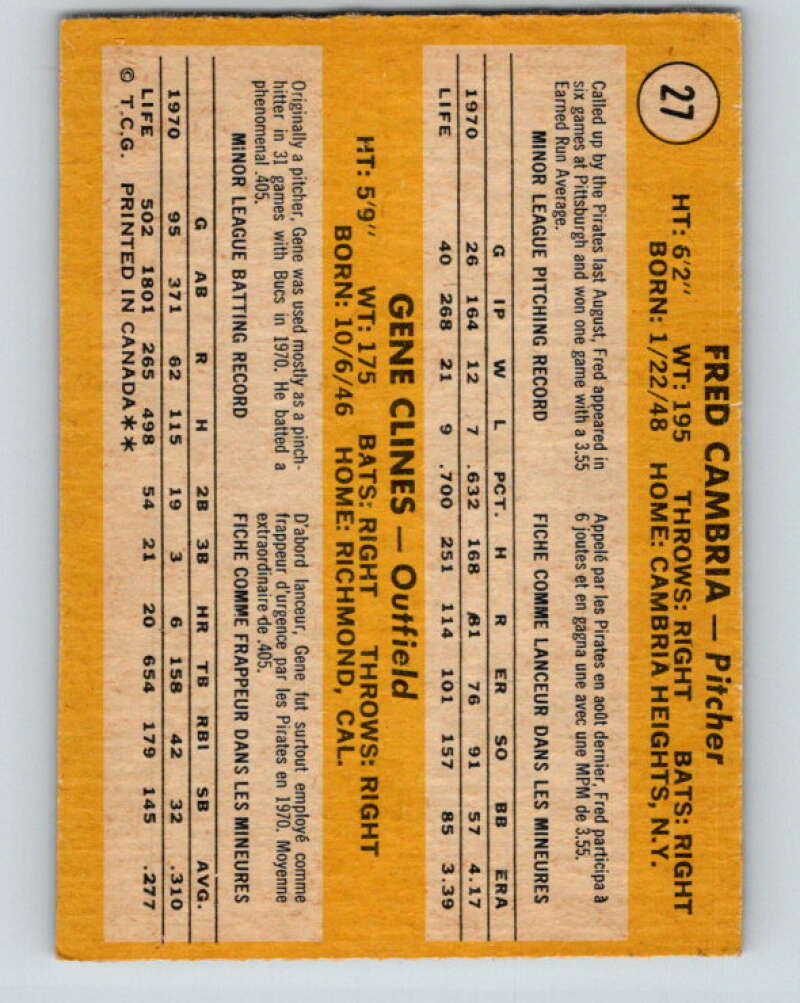 27
FRED CAMBRIA — Pitcher
HT: 6'2" WT: 195 THROWS: RIGHT BATS: RIGHT
BORN: 1/22/48 HOME: CAMBRIA HEIGHTS, N.Y.
Called up by the Pirates last August, Fred appeared in
six games at Pittsburgh and won one game with a 3.55
Earned Run Average.
Appelé par les Pirates en août dernier, Fred participa à
6 joutes et en gagna une avec une MPM de 3.55.
MINOR LEAGUE PITCHING RECORD FICHE COMME LANCEUR DANS LES MINEURES
G IP W L PCT. H R ER SO BB ERA
1970 26 164 12 7 .632 168 81 76 91 57 4.17
LIFE 40 268 21 9 .700 251 114 101 157 85 3.39
GENE CLINES — Outfield
HT: 5'9" WT: 175 BATS: RIGHT THROWS: RIGHT
BORN: 10/6/46 HOME: RICHMOND, CAL.
Originally a pitcher, Gene was used mostly as a pinch-
hitter in 31 games with Bucs in 1970. He batted a
phenomenal .405.
D'abord lanceur, Gene fut surtout employé comme
frappeur d'urgence par les Pirates en 1970. Moyenne
extraordinaire de .405.
MINOR LEAGUE BATTING RECORD FICHE COMME FRAPPEUR DANS LES MINEURES
G AB R H 2B 3B HR TB RBI SB AVG.
1970 95 371 62 115 19 3 6 158 42 32 .310
LIFE 502 1801 265 498 54 21 20 654 179 145 .277
© T.C.G. PRINTED IN CANADA**